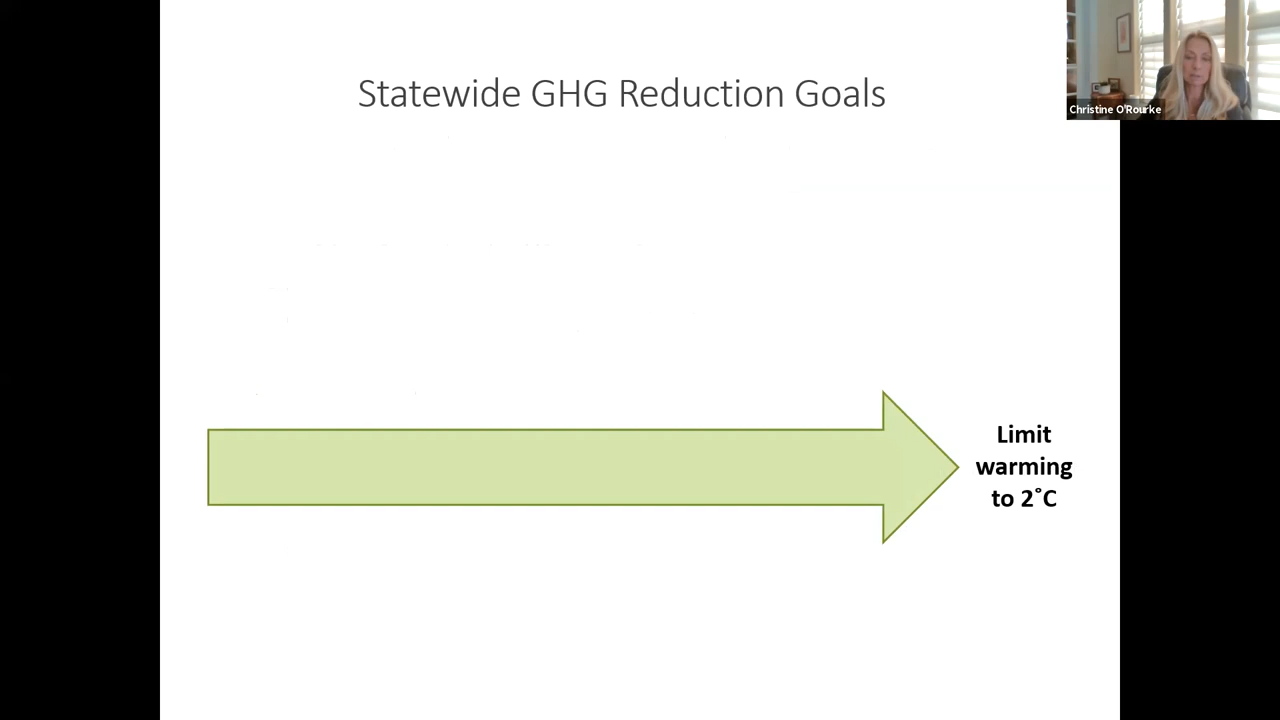 Statewide GHG Reduction Goals
Christine O'Rourke
Limit
warming
to 2˚C